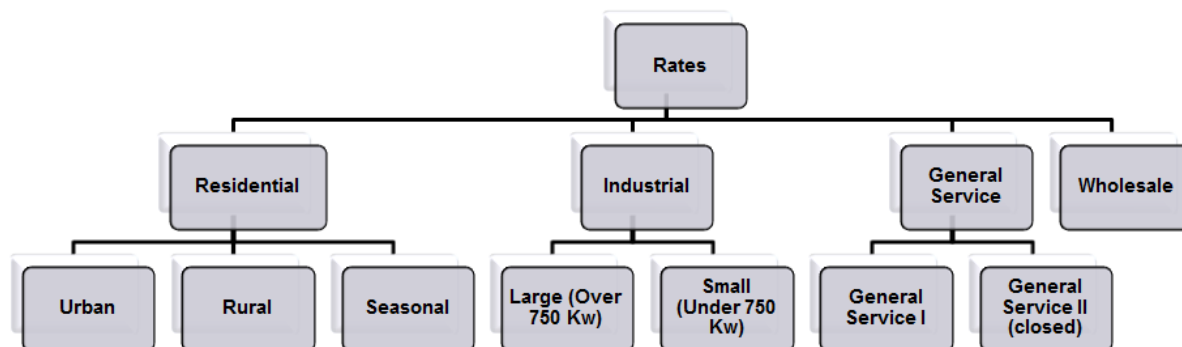 Rates
Residential
Industrial
General
Service
Wholesale
Urban
Rural
Seasonal
Large (Over
750 Kw)
Small
(Under 750
Kw)
General
Service I
General
Service II
(closed)